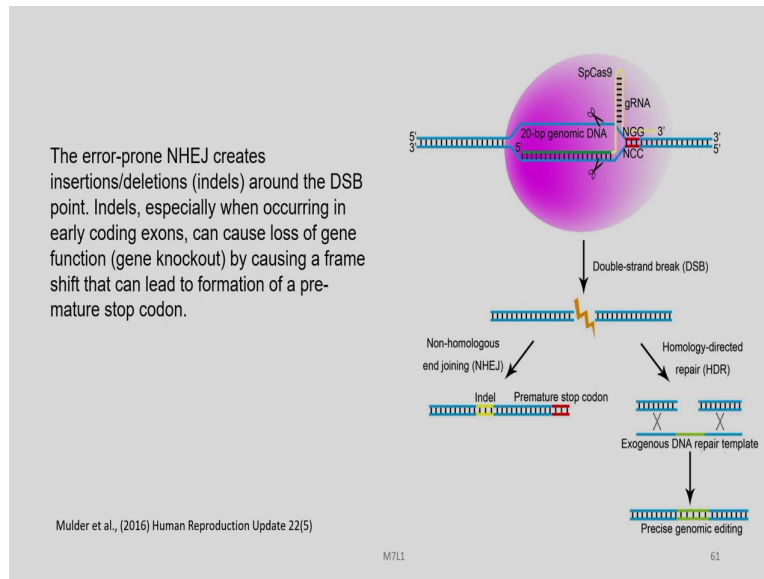 The error-prone NHEJ creates
insertions/deletions (indels) around the DSB
point. Indels, especially when occurring in
early coding exons, can cause loss of gene
function (gene knockout) by causing a frame
shift that can lead to formation of a pre-
mature stop codon.
Mulder et al., (2016) Human Reproduction Update 22(5)
SpCas9
gRNA
5'
3'
20-bp genomic DNA
5'
NGG
3'
NCC
3'
5'
Double-strand break (DSB)
Non-homologous
end joining (NHEJ)
Indel
Premature stop codon
Homology-directed
repair (HDR)
Exogenous DNA repair template
Precise genomic editing
M7L1
61